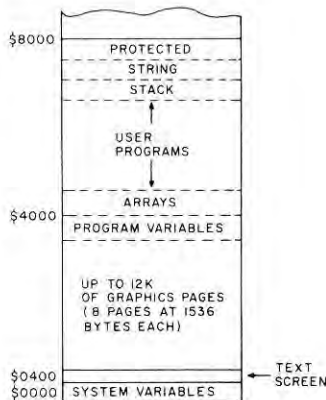 $8000
PROTECTED
STRING
STACK
USER
PROGRAMS
ARRAYS
$4000
PROGRAM VARIABLES
UP TO 12K
OF GRAPHICS PAGES
(8 PAGES AT 1536
BYTES EACH)
TEXT
SCREEN
$0400
$0000
SYSTEM VARIABLES